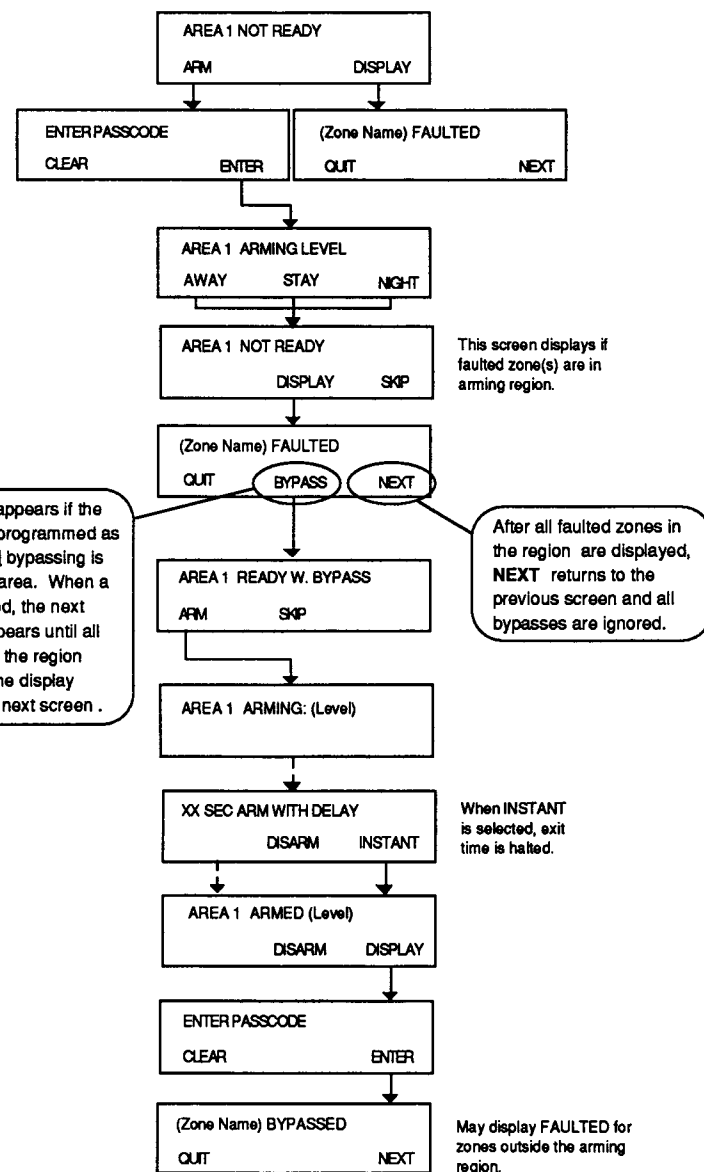 AREA 1 NOT READY
ARM DISPLAY
ENTER PASSCODE
CLEAR ENTER
(Zone Name) FAULTED
QUIT NEXT
AREA 1 ARMING LEVEL
AWAY STAY NIGHT
AREA 1 NOT READY
DISPLAY SKIP
This screen displays if
faulted zone(s) are in
arming region.
(Zone Name) FAULTED
QUIT BYPASS NEXT
appears if the
programmed as
bypassing is
area. When a
ed, the next
pears until all
the region
ne display
next screen .
After all faulted zones in
the region are displayed,
NEXT returns to the
previous screen and all
bypasses are ignored.
AREA 1 READY W. BYPASS
ARM SKIP
AREA 1 ARMING: (Level)
XX SEC ARM WITH DELAY
DISARM INSTANT
When INSTANT
is selected, exit
time is halted.
AREA 1 ARMED (Level)
DISARM DISPLAY
ENTER PASSCODE
CLEAR ENTER
(Zone Name) BYPASSED
QUIT NEXT
May display FAULTED for
zones outside the arming
region.